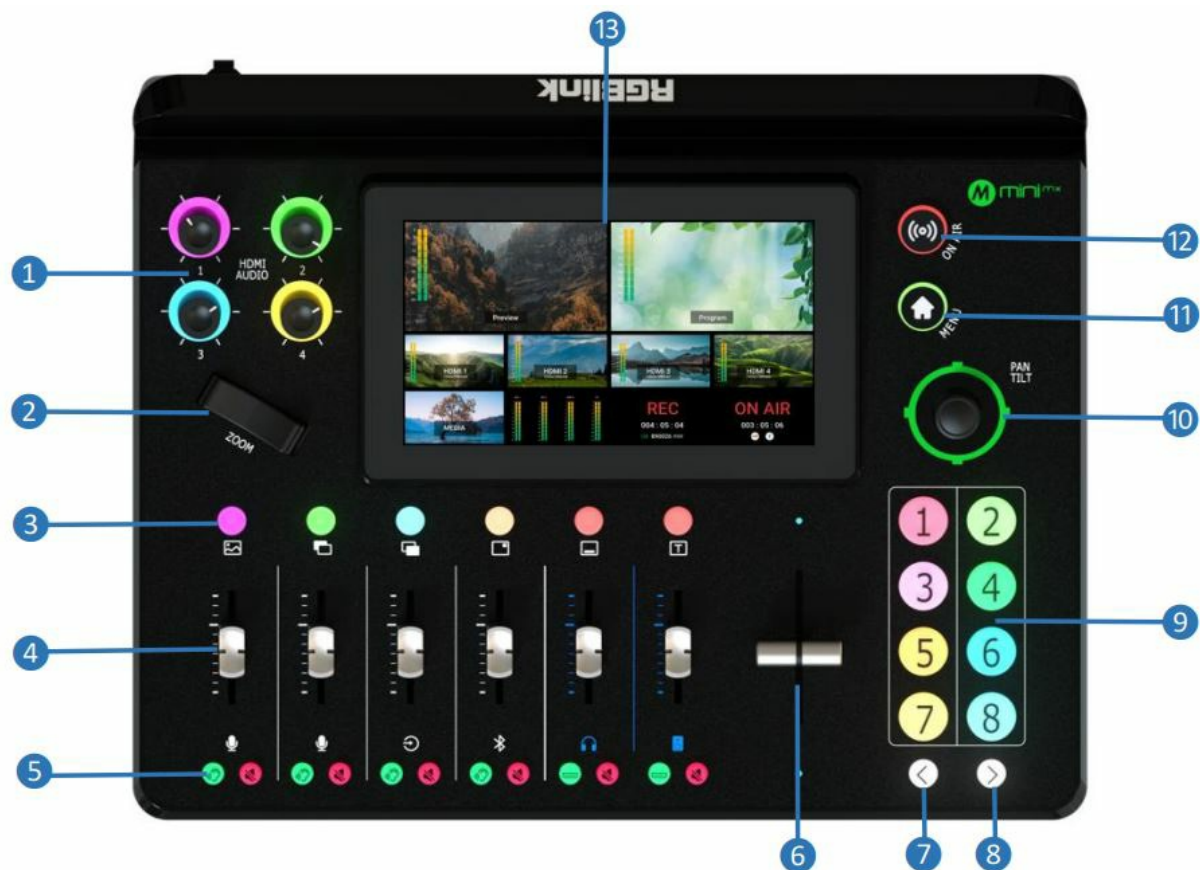 13
RGBlink
M mini mx
ON AIR
12
MENU
11
1
HDMI
AUDIO
1
2
3
4
Preview
Program
HDMI 1
HDMI 2
HDMI 3
HDMI 4
MEDIA
REC
004 : 05 : 04
ON AIR
003 : 05 : 06
2
ZOOM
PAN
TILT
10
3
T
1
2
3
4
5
6
7
8
9
4
5
6
7
8